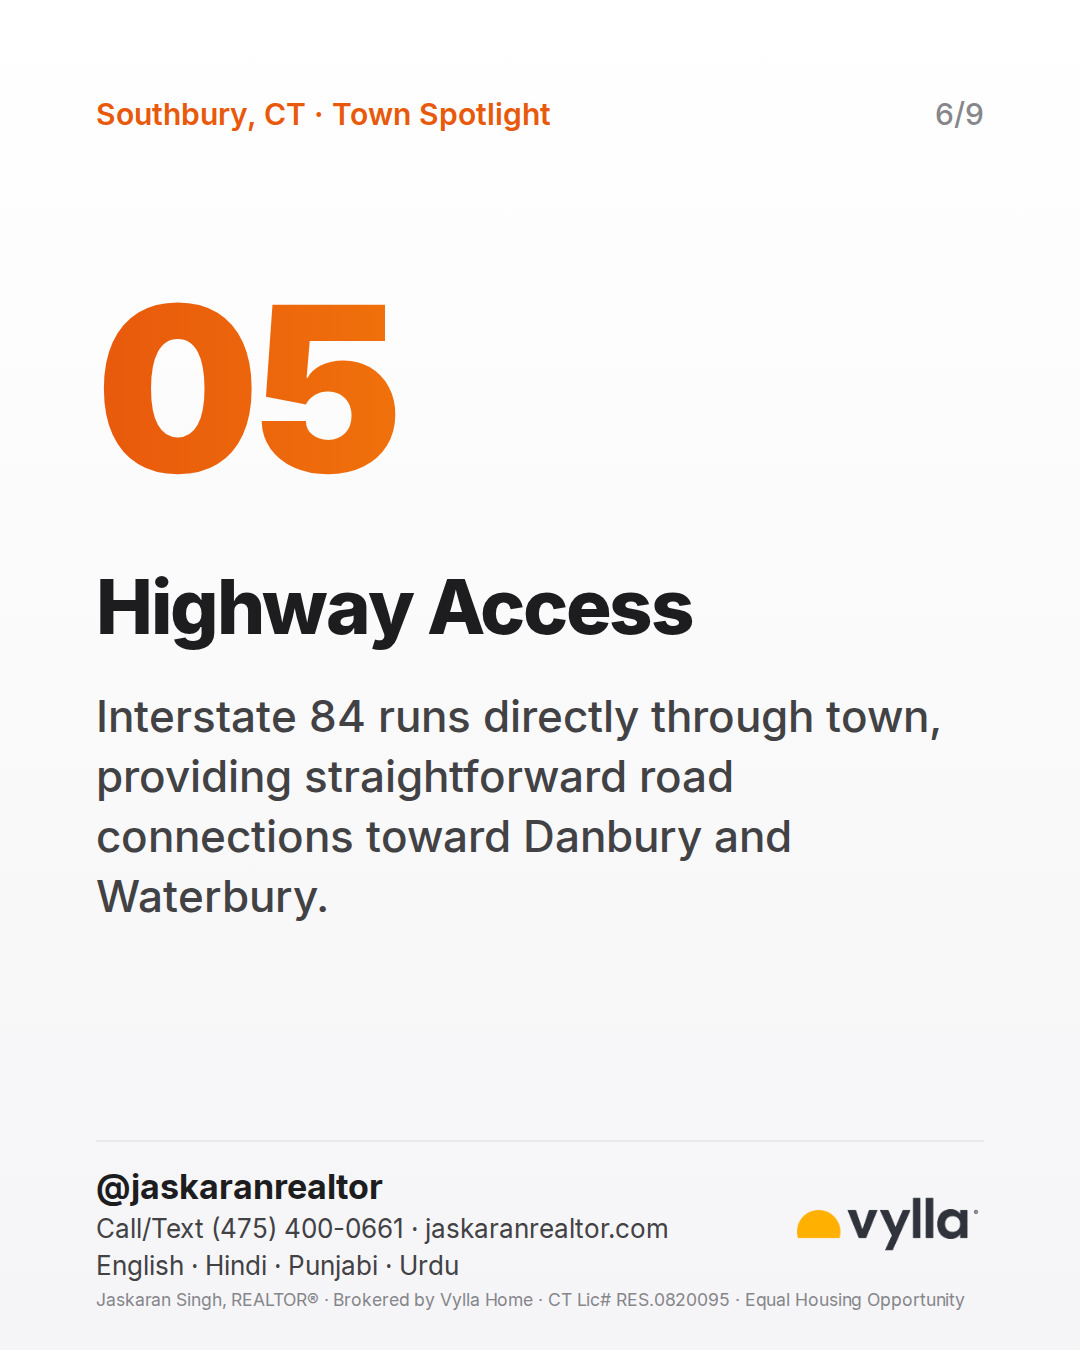 Southbury, CT · Town Spotlight
6/9
05
Highway Access
Interstate 84 runs directly through town,
providing straightforward road
connections toward Danbury and
Waterbury.
@jaskaranrealtor
Call/Text (475) 400-0661 · jaskaranrealtor.com
English · Hindi · Punjabi · Urdu
vylla
Jaskaran Singh, REALTOR® · Brokered by Vylla Home · CT Lic# RES.0820095 · Equal Housing Opportunity